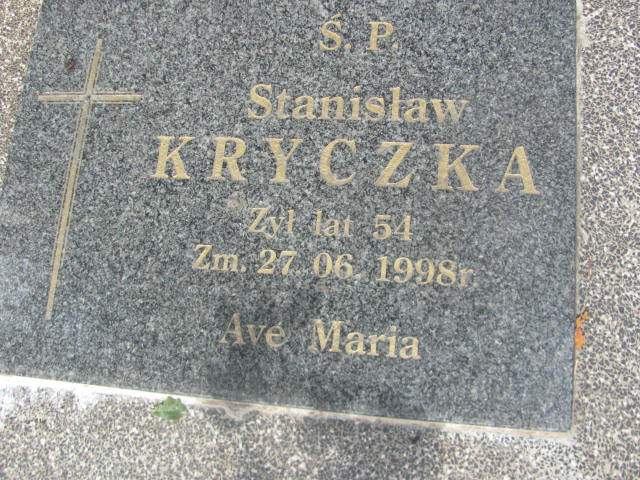 Ś. P.
Stanisław
KRYCZKA
Żył lat 54
Zm. 27. 06. 1998r.
Ave Maria